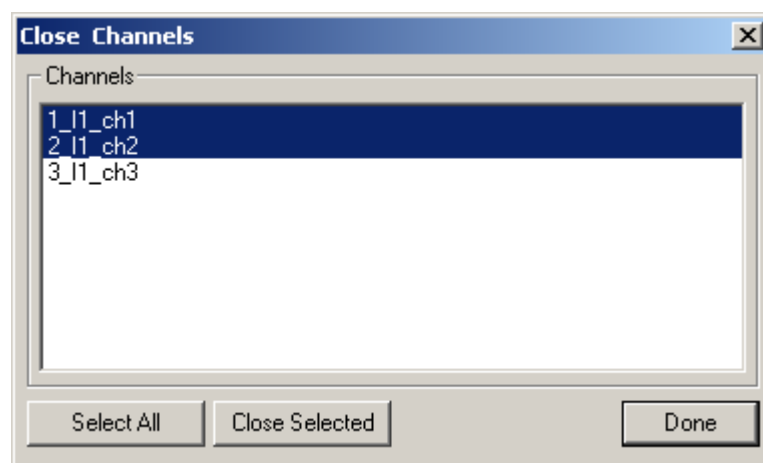 Close Channels
Channels
1_l1_ch1
2_l1_ch2
3_l1_ch3
Select All
Close Selected
Done